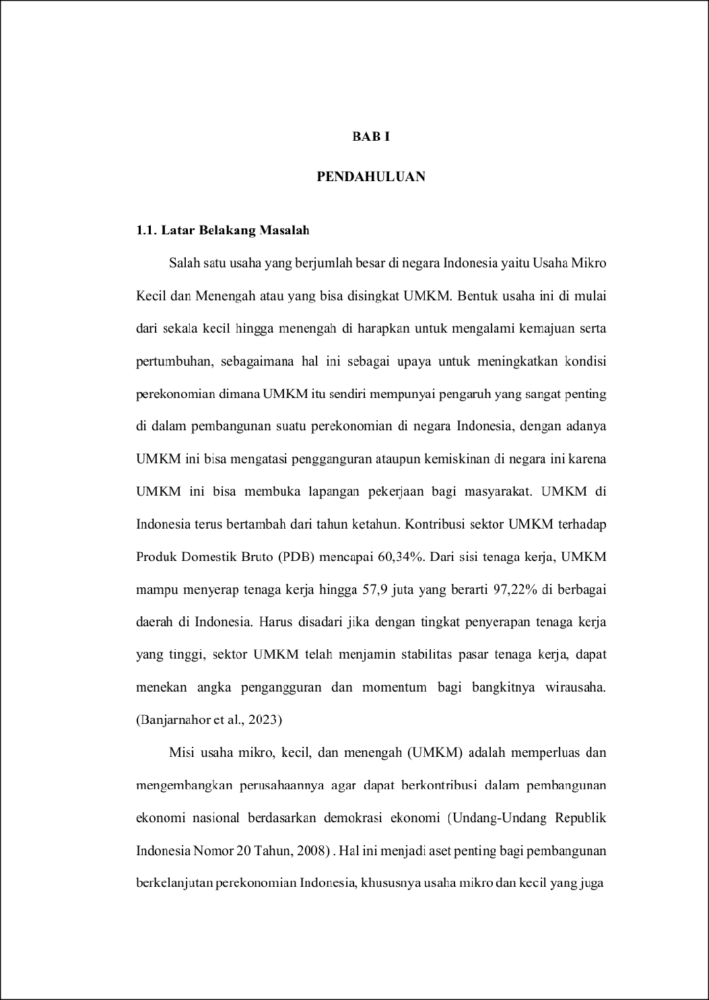 BAB I
PENDAHULUAN
1.1. Latar Belakang Masalah
Salah satu usaha yang berjumlah besar di negara Indonesia yaitu Usaha Mikro
Kecil dan Menengah atau yang bisa disingkat UMKM. Bentuk usaha ini di mulai
dari sekala kecil hingga menengah di harapkan untuk mengalami kemajuan serta
pertumbuhan, sebagaimana hal ini sebagai upaya untuk meningkatkan kondisi
perekonomian dimana UMKM itu sendiri mempunyai pengaruh yang sangat penting
di dalam pembangunan suatu perekonomian di negara Indonesia, dengan adanya
UMKM ini bisa mengatasi pengganguran ataupun kemiskinan di negara ini karena
UMKM ini bisa membuka lapangan pekerjaan bagi masyarakat. UMKM di
Indonesia terus bertambah dari tahun ketahun. Kontribusi sektor UMKM terhadap
Produk Domestik Bruto (PDB) mencapai 60,34%. Dari sisi tenaga kerja, UMKM
mampu menyerap tenaga kerja hingga 57,9 juta yang berarti 97,22% di berbagai
daerah di Indonesia. Harus disadari jika dengan tingkat penyerapan tenaga kerja
yang tinggi, sektor UMKM telah menjamin stabilitas pasar tenaga kerja, dapat
menekan angka pengangguran dan momentum bagi bangkitnya wirausaha.
(Banjarnahor et al., 2023)
Misi usaha mikro, kecil, dan menengah (UMKM) adalah memperluas dan
mengembangkan perusahaannya agar dapat berkontribusi dalam pembangunan
ekonomi nasional berdasarkan demokrasi ekonomi (Undang-Undang Republik
Indonesia Nomor 20 Tahun, 2008) . Hal ini menjadi aset penting bagi pembangunan
berkelanjutan perekonomian Indonesia, khususnya usaha mikro dan kecil yang juga